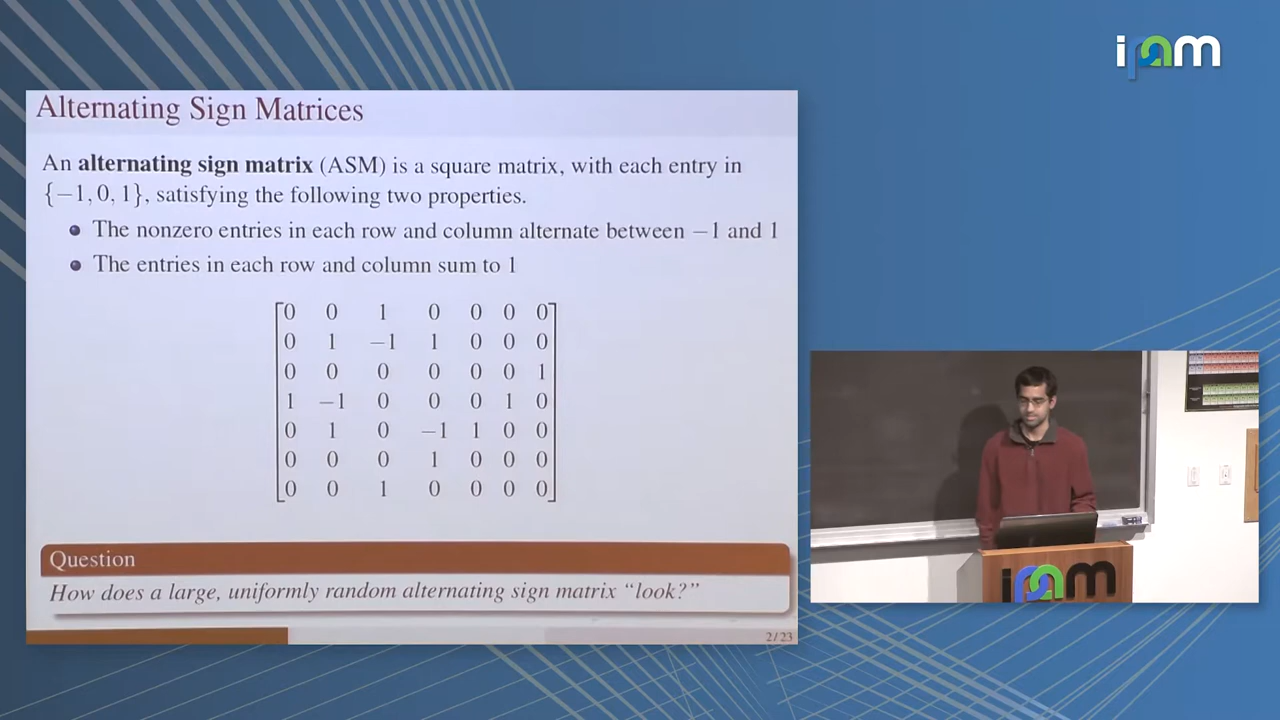 ipam
Alternating Sign Matrices
An alternating sign matrix (ASM) is a square matrix, with each entry in
{−1, 0, 1}, satisfying the following two properties.
The nonzero entries in each row and column alternate between −1 and 1
The entries in each row and column sum to 1
0 0 1 0 0 0 0
0 1 −1 1 0 0 0
0 0 0 0 0 0 1
1 −1 0 0 0 1 0
0 1 0 −1 1 0 0
0 0 0 1 0 0 0
0 0 1 0 0 0 0
Question
How does a large, uniformly random alternating sign matrix “look?”
2/23
ipam